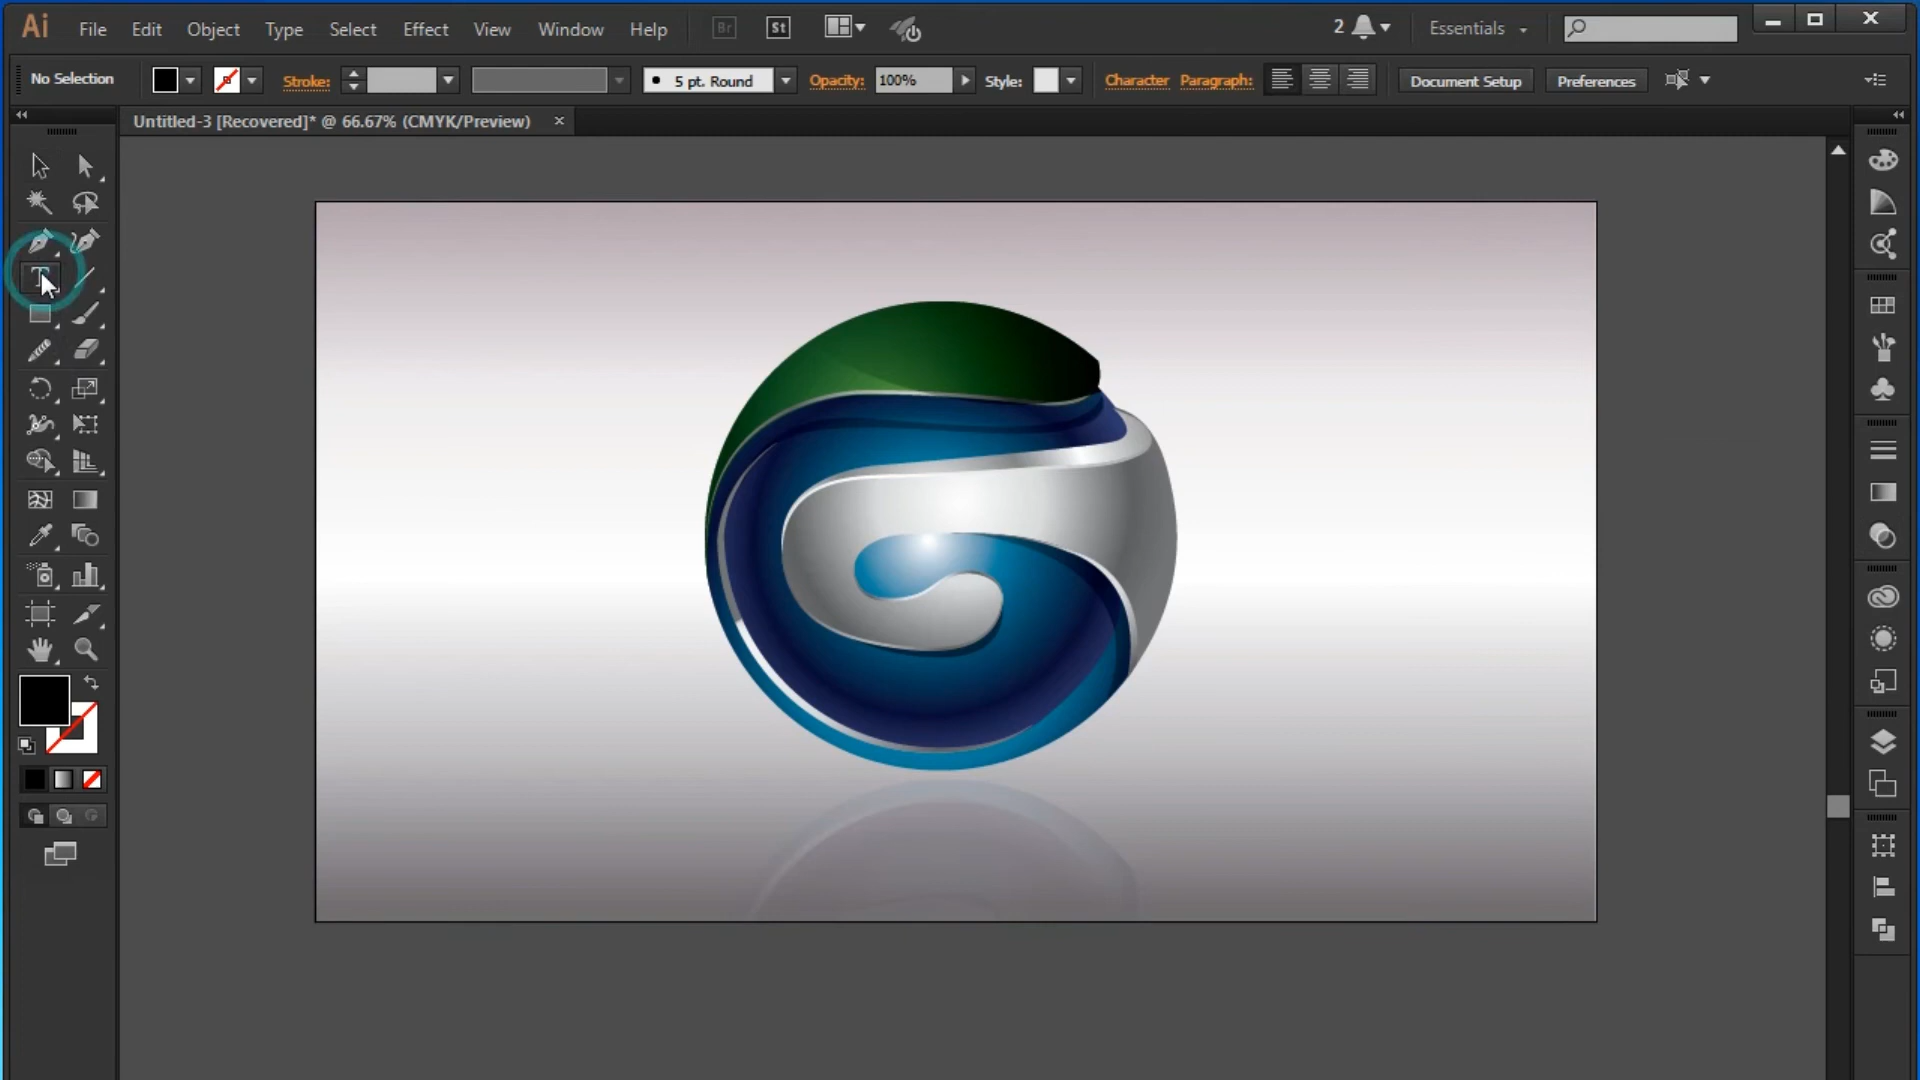 Ai File Edit Object Type Select Effect View Window Help Br St 2 Essentials
No Selection Stroke: 5 pt. Round Opacity: 100% Style: Character Paragraph: Document Setup Preferences
Untitled-3 [Recovered]* @ 66.67% (CMYK/Preview) ×
T